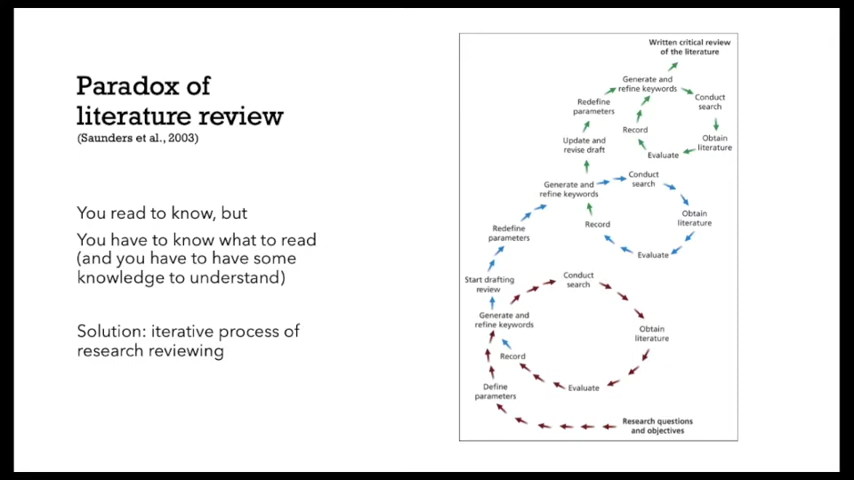 Paradox of
literature review
(Saunders et al., 2003)
You read to know, but
You have to know what to read
(and you have to have some
knowledge to understand)
Solution: iterative process of
research reviewing
Written critical review
of the literature
Generate and
refine keywords
Conduct
search
Obtain
literature
Evaluate
Record
Redefine
parameters
Update and
revise draft
Generate and
refine keywords
Conduct
search
Obtain
literature
Evaluate
Record
Redefine
parameters
Start drafting
review
Generate and
refine keywords
Conduct
search
Obtain
literature
Evaluate
Record
Define
parameters
Research questions
and objectives